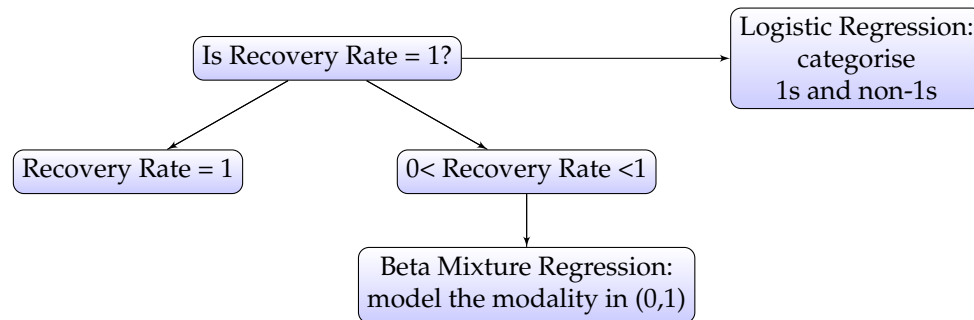 Is Recovery Rate = 1?
Logistic Regression:
categorise
1s and non-1s
Recovery Rate = 1
0< Recovery Rate <1
Beta Mixture Regression:
model the modality in (0,1)